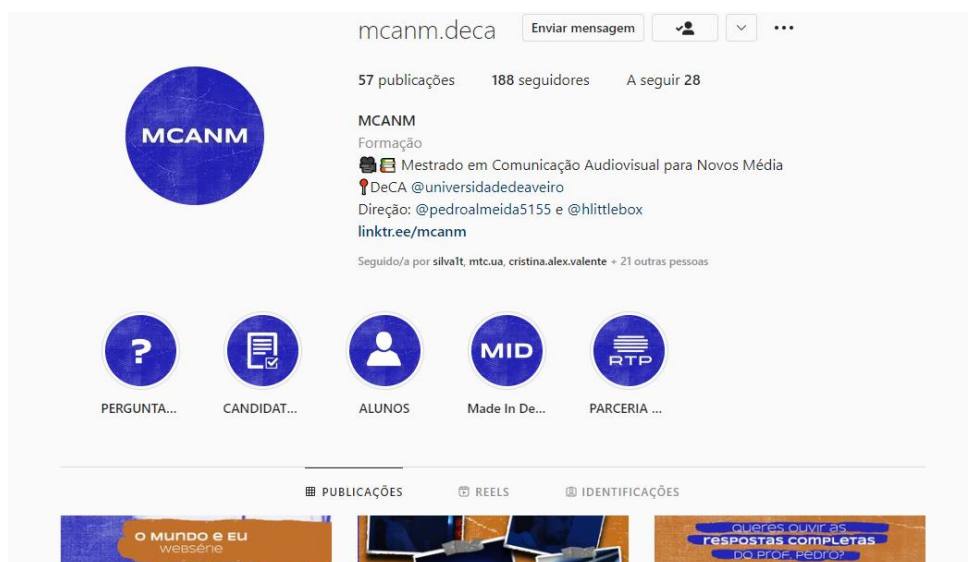 mcanm.deca Enviar mensagem
57 publicações 188 seguidores A seguir 28
MCANM
MCANM
Formação
Mestrado em Comunicação Audiovisual para Novos Média
DeCA @universidadedeaveiro
Direção: @pedroalmeida5155 e @hlittlebox
linktr.ee/mcanm
Seguido/a por silva1t, mtc.ua, cristina.alex.valente + 21 outras pessoas
? MID RTP
PERGUNTA... CANDIDAT... ALUNOS Made In De... PARCERIA ...
PUBLICAÇÕES REELS IDENTIFICAÇÕES
O MUNDO E EU
WEBSÉRIE
QUERES OUVIR AS
RESPOSTAS COMPLETAS
DO PROF. PEDRO?